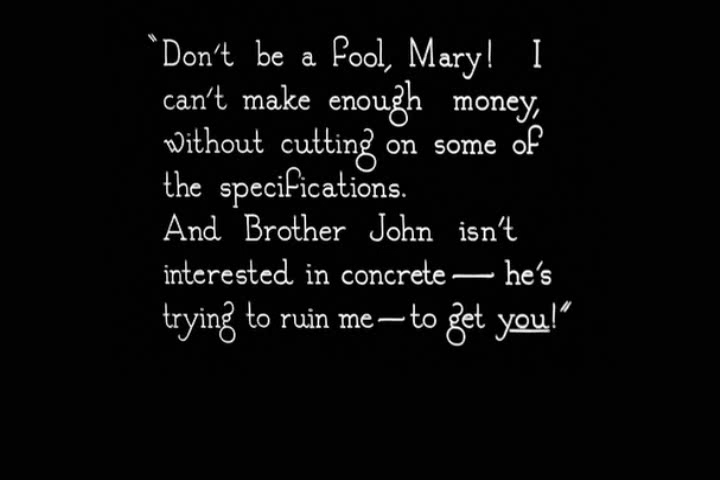 "Don't be a fool, Mary! I
can't make enough money,
without cutting on some of
the specifications.
And Brother John isn't
interested in concrete — he's
trying to ruin me — to get you!"